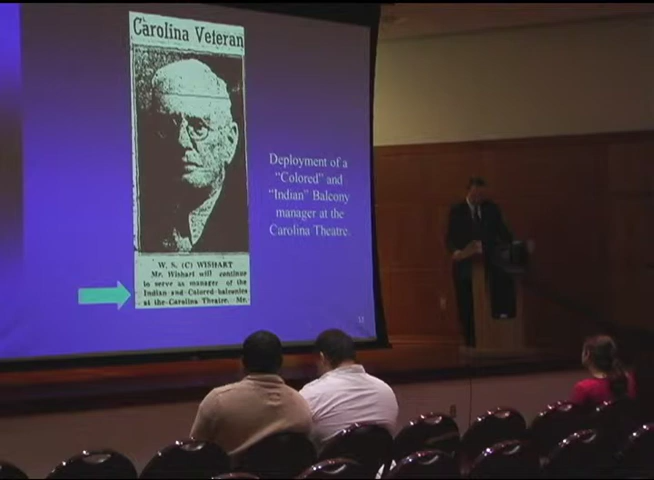 Carolina Veteran
W. S. (C) WISHART
Mr. Wishart will continue
to serve as manager of the
Indian and Colored balconies
at the Carolina Theatre. Mr.
Deployment of a
"Colored" and
"Indian" Balcony
manager at the
Carolina Theatre.